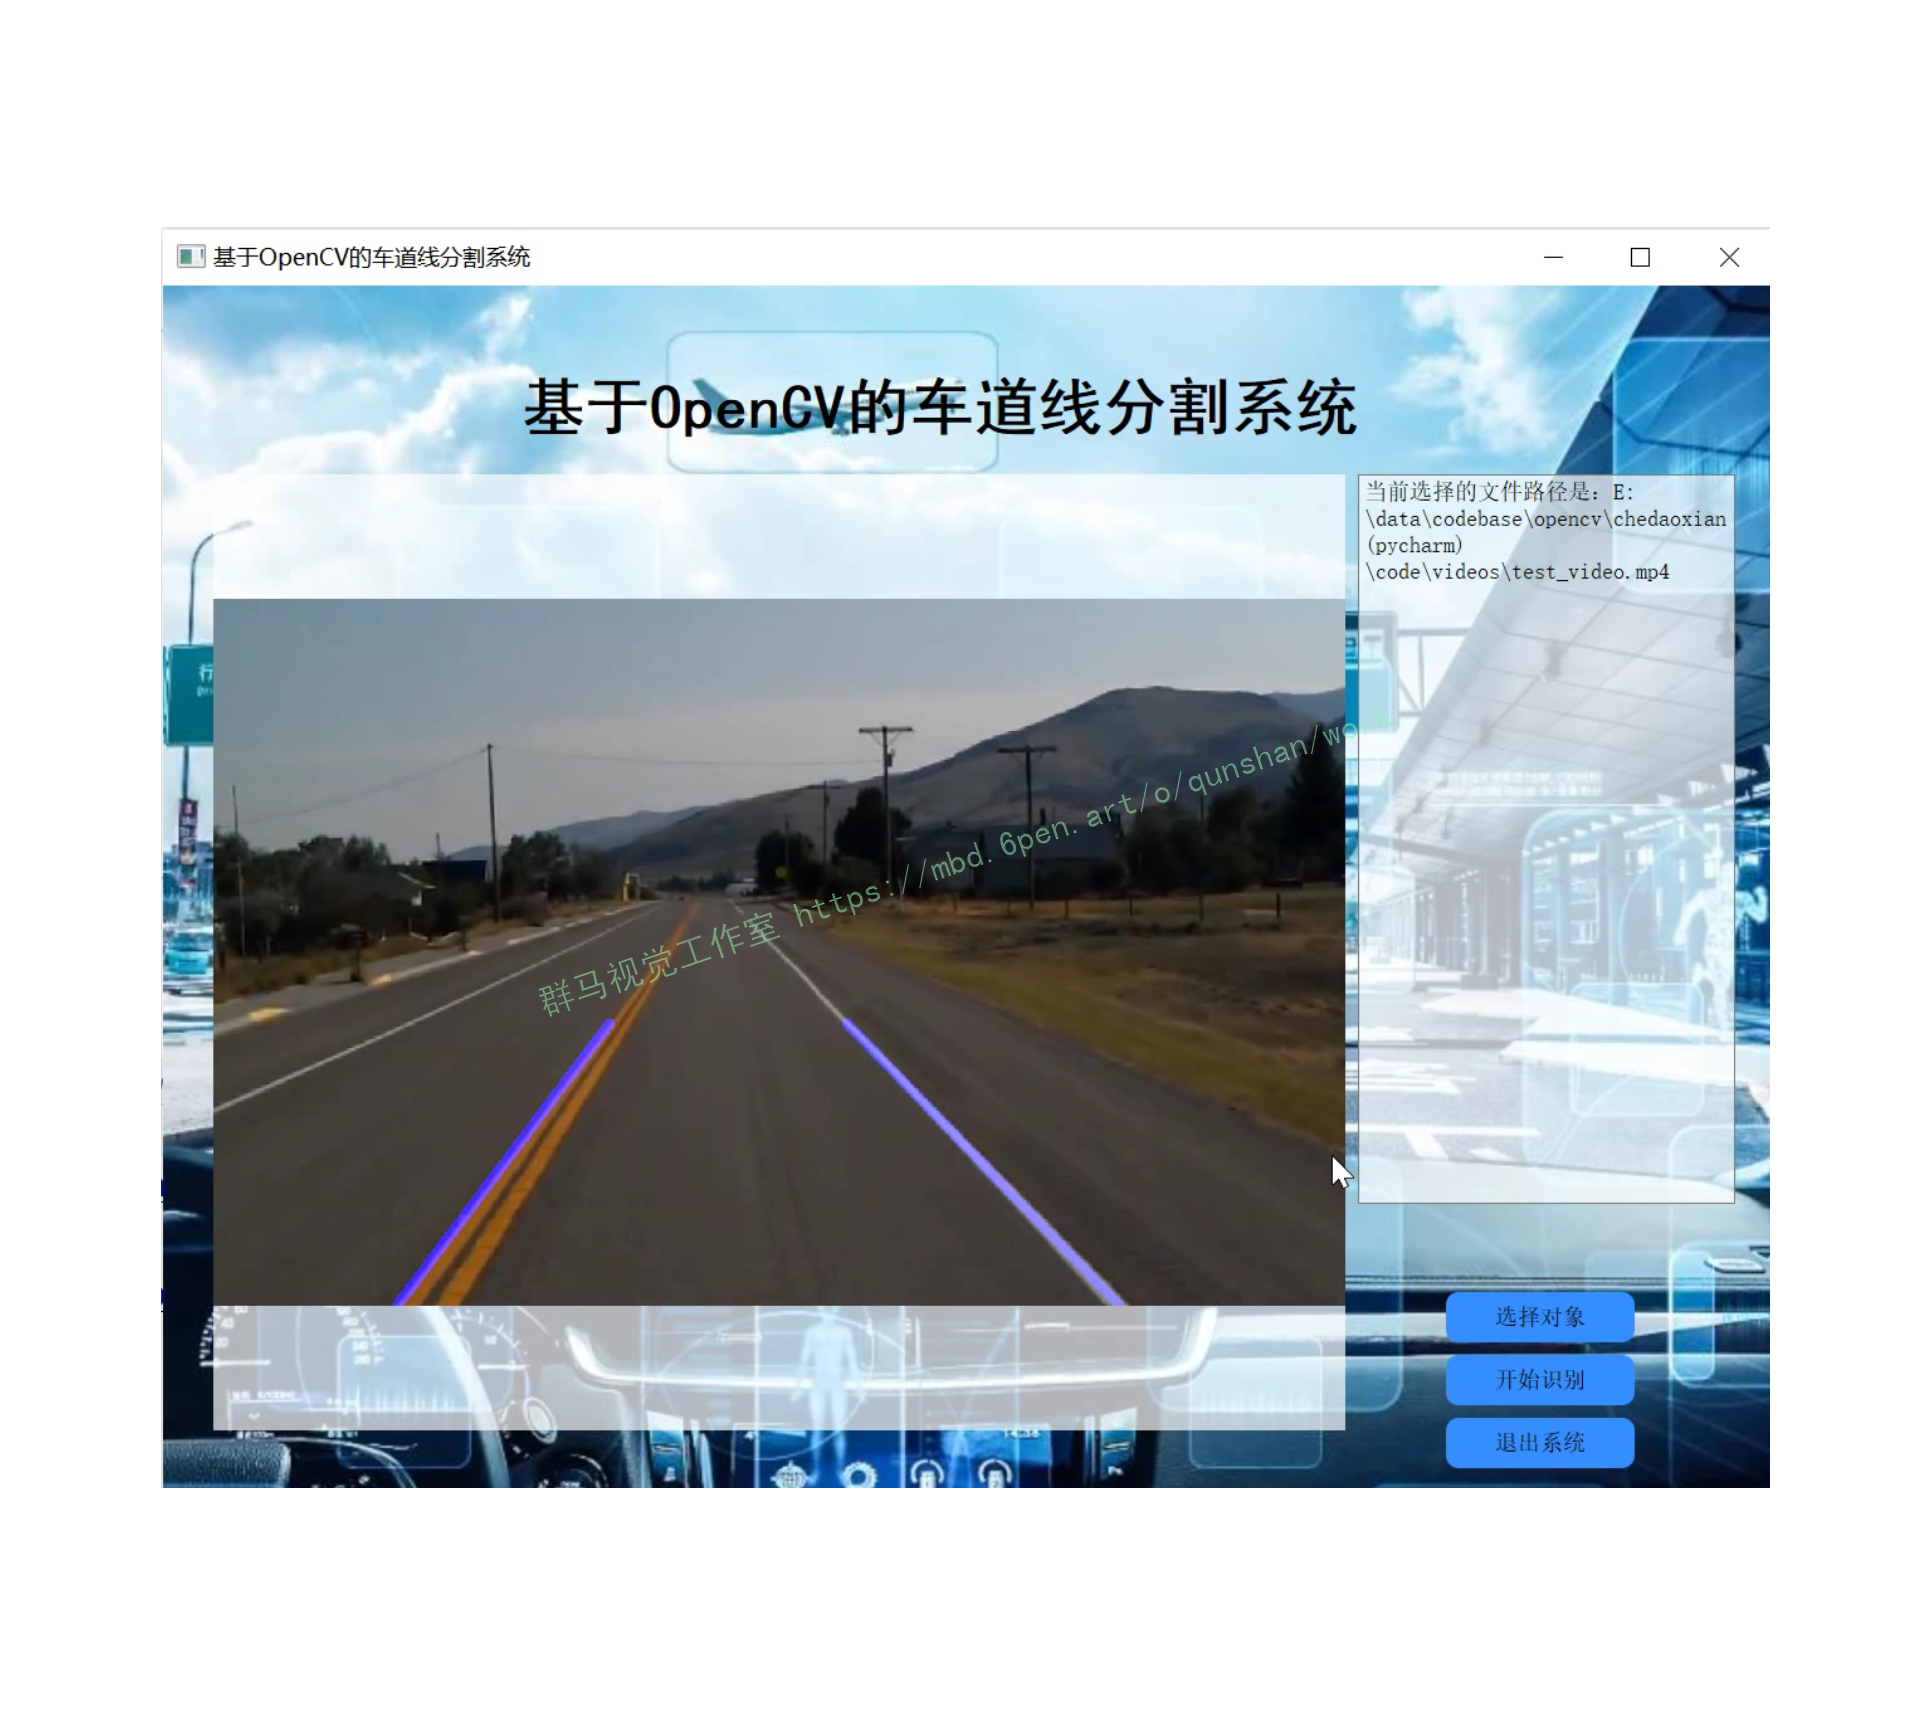 基于OpenCV的车道线分割系统
基于OpenCV的车道线分割系统
当前选择的文件路径是：E:
\data\codebase\opencv\chedaoxian
(pycharm)
\code\videos\test_video.mp4
群马视觉工作室 https://mbd.6pen.art/o/qunshan/work
行
选择对象
开始识别
退出系统